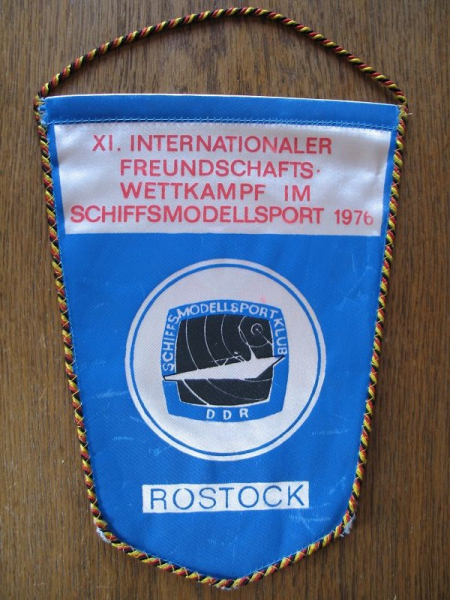 XI. INTERNATIONALER
FREUNDSCHAFTS-
WETTKAMPF IM
SCHIFFSMODELLSPORT 1976
SCHIFFSMODELLSPORTKLUB
DDR
ROSTOCK